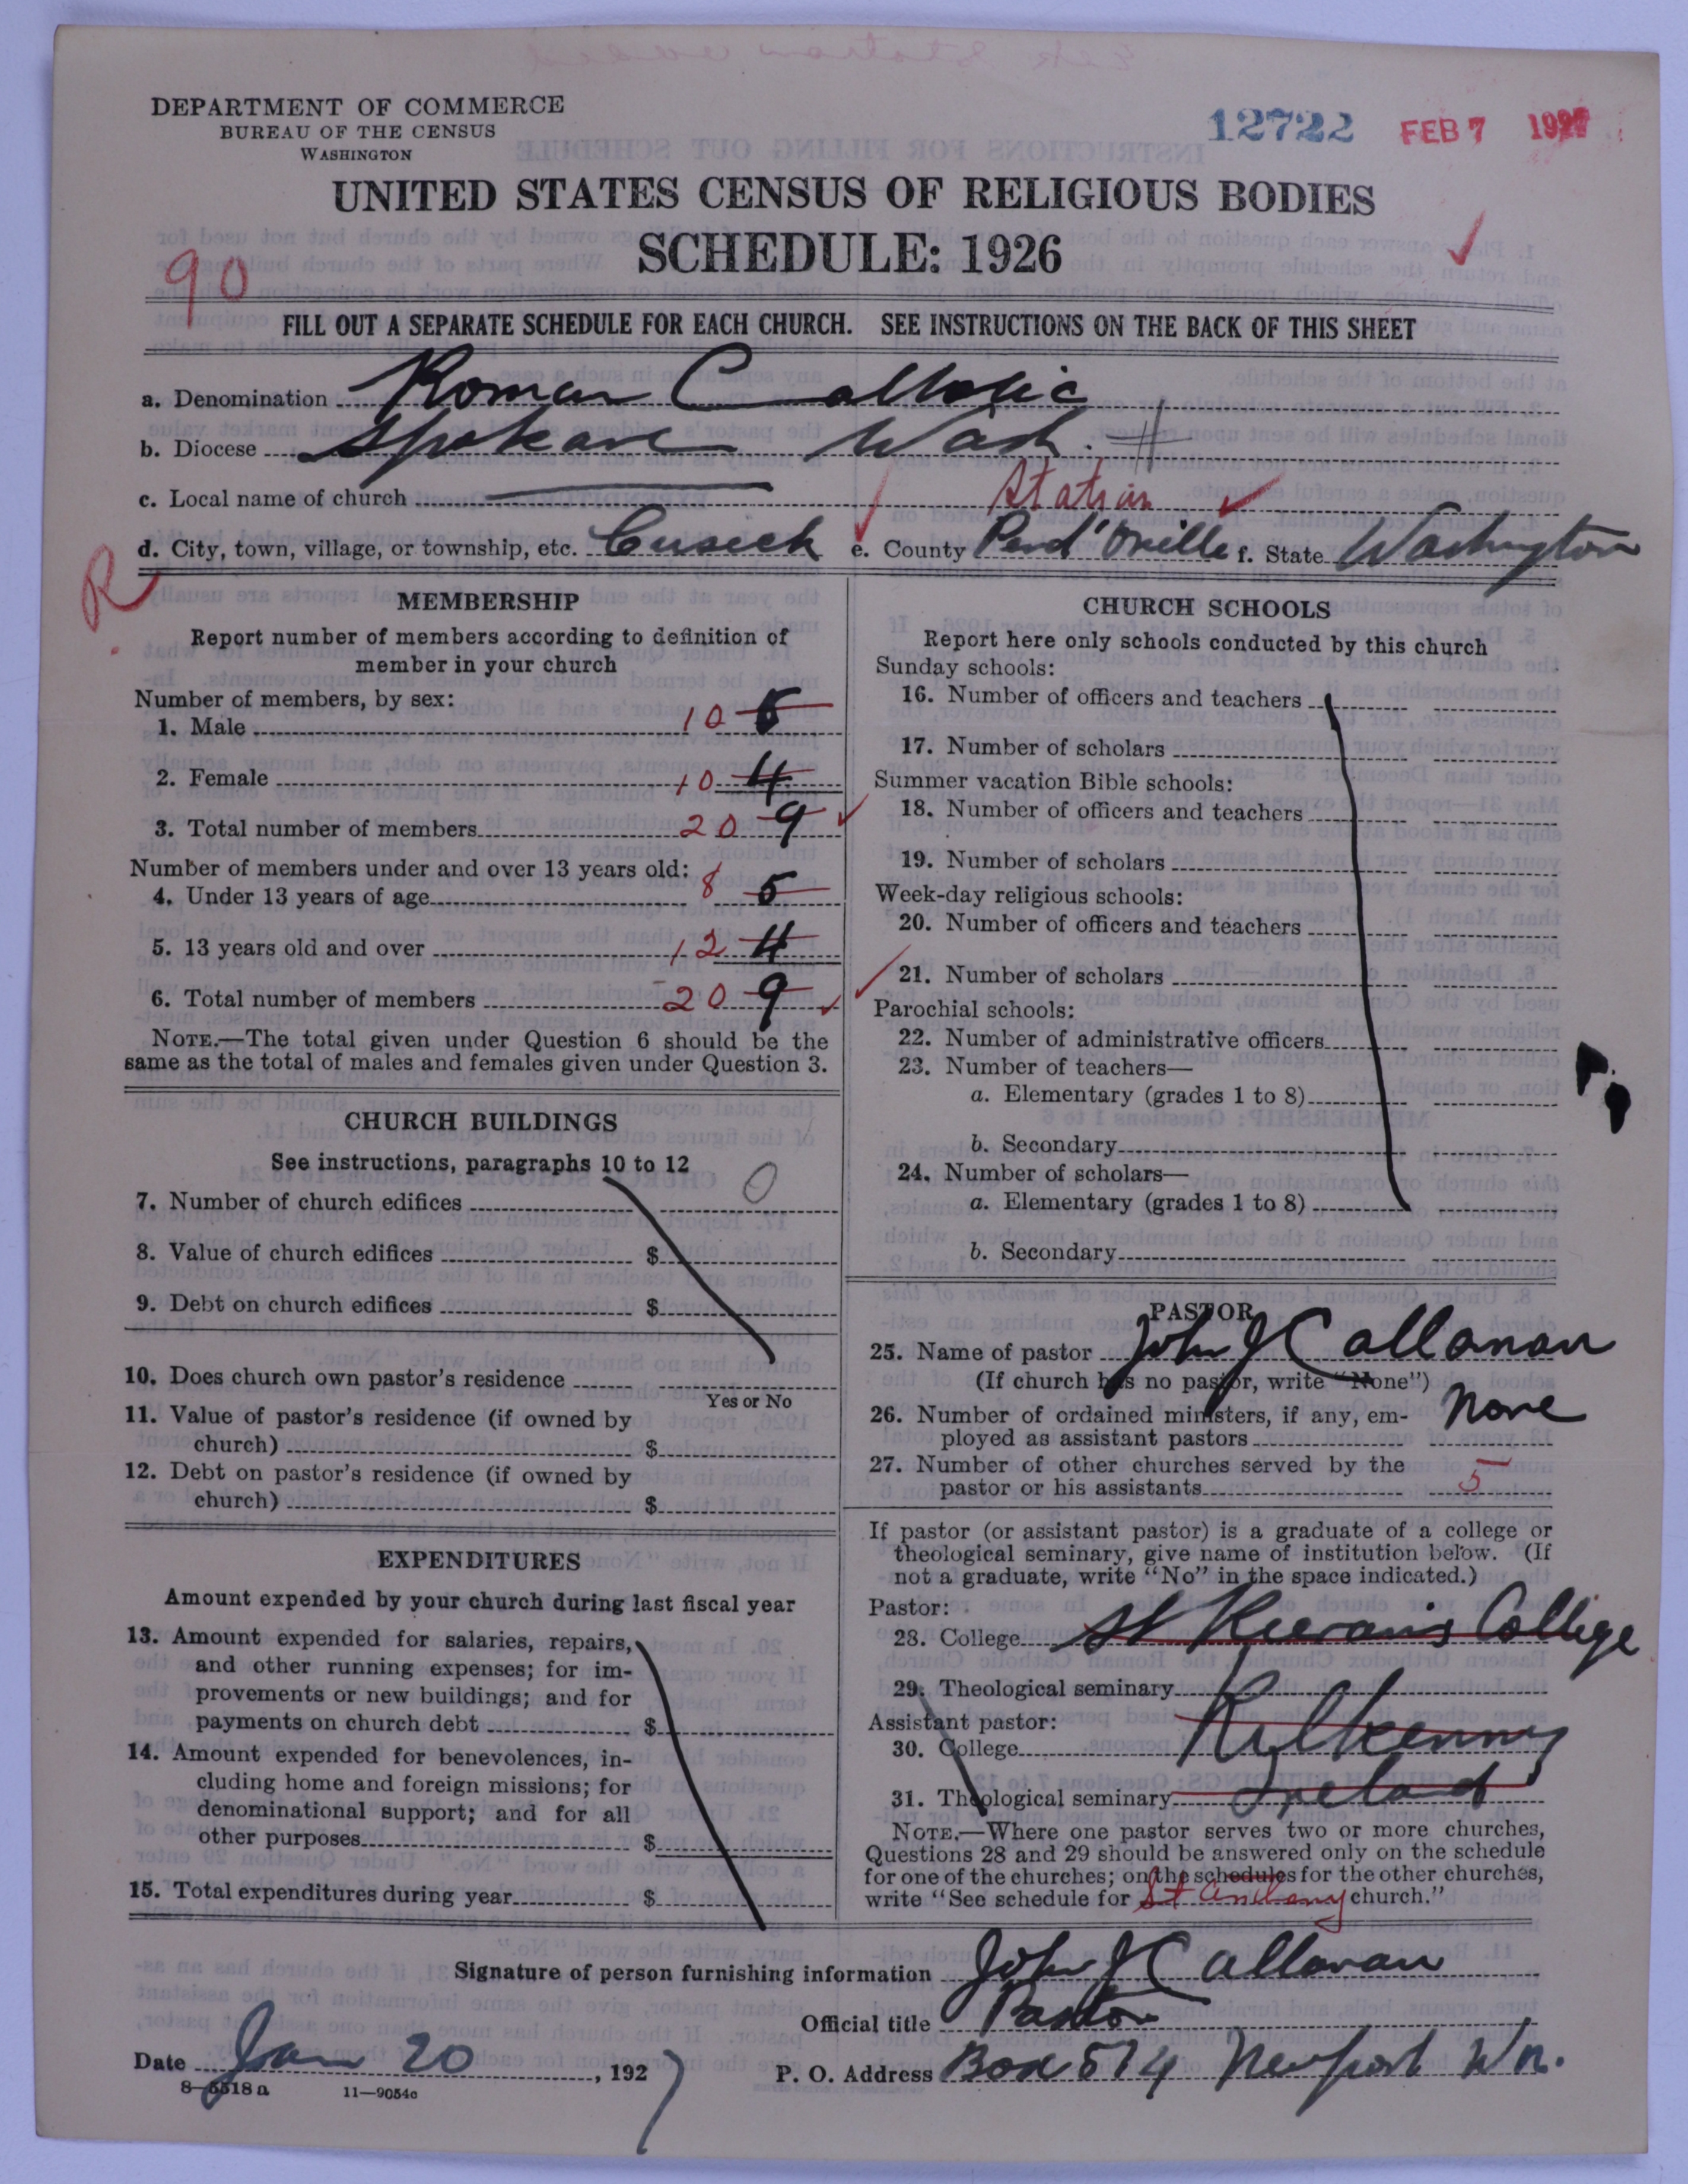 DEPARTMENT OF COMMERCE
BUREAU OF THE CENSUS
WASHINGTON
12722 FEB 7 1927
UNITED STATES CENSUS OF RELIGIOUS BODIES
SCHEDULE: 1926
90
FILL OUT A SEPARATE SCHEDULE FOR EACH CHURCH. SEE INSTRUCTIONS ON THE BACK OF THIS SHEET
a. Denomination Roman Catholic
b. Diocese Spokane Wash.
c. Local name of church Station
d. City, town, village, or township, etc. Cusick e. County Pend' Orille f. State Washington
R
MEMBERSHIP
Report number of members according to definition of
member in your church
Number of members, by sex:
1. Male 10 5
2. Female 10 4
3. Total number of members 20 9
Number of members under and over 13 years old:
4. Under 13 years of age 8 5
5. 13 years old and over 12 4
6. Total number of members 20 9
NOTE.—The total given under Question 6 should be the
same as the total of males and females given under Question 3.
CHURCH BUILDINGS
See instructions, paragraphs 10 to 12
7. Number of church edifices 0
8. Value of church edifices $
9. Debt on church edifices $
10. Does church own pastor's residence
Yes or No
11. Value of pastor's residence (if owned by
church) $
12. Debt on pastor's residence (if owned by
church) $
EXPENDITURES
Amount expended by your church during last fiscal year
13. Amount expended for salaries, repairs,
and other running expenses; for im-
provements or new buildings; and for
payments on church debt $
14. Amount expended for benevolences, in-
cluding home and foreign missions; for
denominational support; and for all
other purposes $
15. Total expenditures during year $
CHURCH SCHOOLS
Report here only schools conducted by this church
Sunday schools:
16. Number of officers and teachers
17. Number of scholars
Summer vacation Bible schools:
18. Number of officers and teachers
19. Number of scholars
Week-day religious schools:
20. Number of officers and teachers
21. Number of scholars
Parochial schools:
22. Number of administrative officers
23. Number of teachers—
a. Elementary (grades 1 to 8)
b. Secondary
24. Number of scholars—
a. Elementary (grades 1 to 8)
b. Secondary
PASTOR
25. Name of pastor John J Callanan
(If church has no pastor, write "None")
26. Number of ordained ministers, if any, em-
ployed as assistant pastors None
27. Number of other churches served by the
pastor or his assistants 5
If pastor (or assistant pastor) is a graduate of a college or
theological seminary, give name of institution below. (If
not a graduate, write "No" in the space indicated.)
Pastor:
28. College St Kieran's College
29. Theological seminary
Assistant pastor: Kilkenny
30. College
31. Theological seminary Ireland
NOTE.—Where one pastor serves two or more churches,
Questions 28 and 29 should be answered only on the schedule
for one of the churches; on the schedules for the other churches,
write "See schedule for St Anthony church."
Signature of person furnishing information John J Callanan
Official title Pastor
Date Jan 20, 1927 P. O. Address Box 574 Newport Wn.
8—5518a 11—9054c